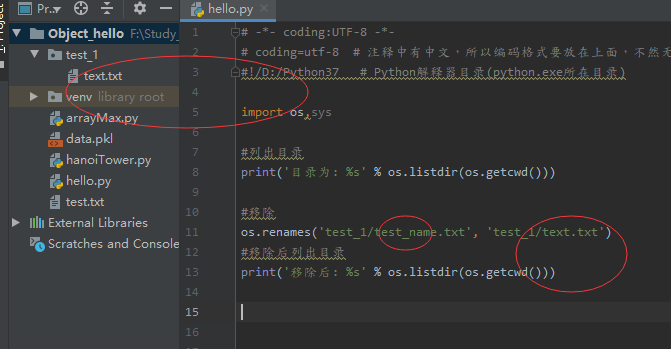 Pr...
hello.py
Object_hello F:\Study_
test_1
text.txt
venv library root
arrayMax.py
data.pkl
hanoiTower.py
hello.py
test.txt
External Libraries
Scratches and Console
1 # -*- coding:UTF-8 -*-
2 # coding=utf-8 # 注释中有中文，所以编码格式要放在上面，不然无
3 #!/D:/Python37 # Python解释器目录(python.exe所在目录)
4
5 import os,sys
6
7 #列出目录
8 print('目录为: %s' % os.listdir(os.getcwd()))
9
10 #移除
11 os.renames('test_1/test_name.txt', 'test_1/text.txt')
12 #移除后列出目录
13 print('移除后: %s' % os.listdir(os.getcwd()))
14
15
16